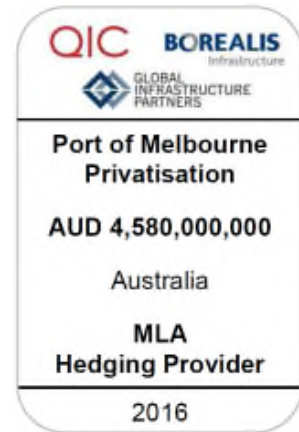 QIC BOREALIS
Infrastructure
GLOBAL
INFRASTRUCTURE
PARTNERS
Port of Melbourne
Privatisation
AUD 4,580,000,000
Australia
MLA
Hedging Provider
2016